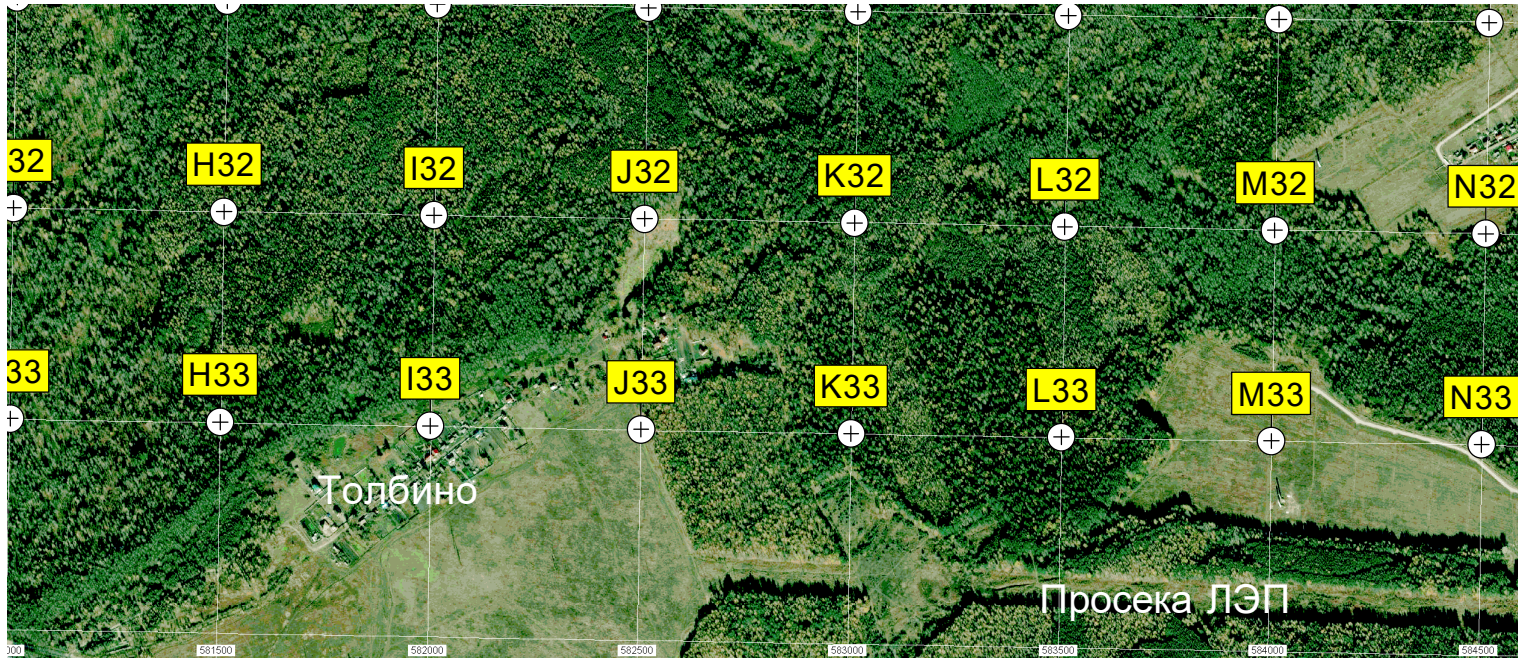 32 H32 I32 J32 K32 L32 M32 N32
33 H33 I33 J33 K33 L33 M33 N33
Толбино
Просека ЛЭП
000 581500 582000 582500 583000 583500 584000 584500